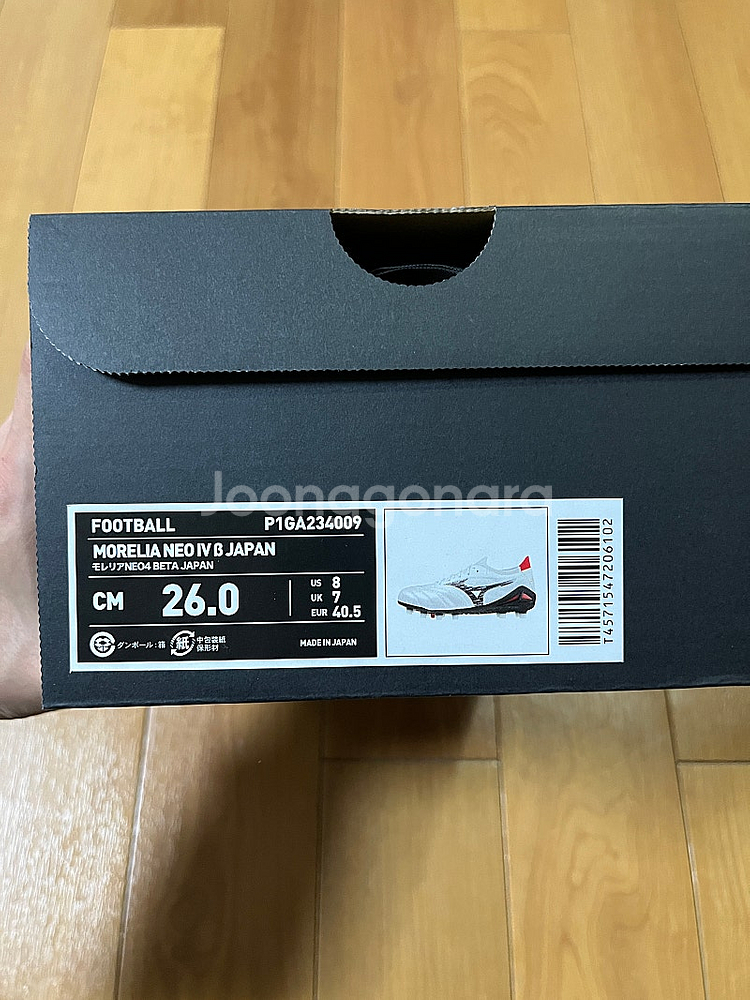 Joonggonara
FOOTBALL P1GA234009
MORELIA NEO IV β JAPAN
モレリアNEO4 BETA JAPAN
CM 26.0
US 8
UK 7
EUR 40.5
ダンボール:箱 紙 中包装紙
保形材
MADE IN JAPAN
T4571547206102